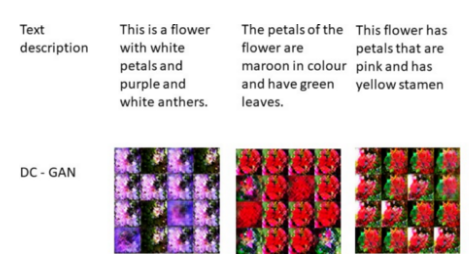 Text
description
This is a flower
with white
petals and
purple and
white anthers.
The petals of the
flower are
maroon in colour
and have green
leaves.
This flower has
petals that are
pink and has
yellow stamen
DC - GAN